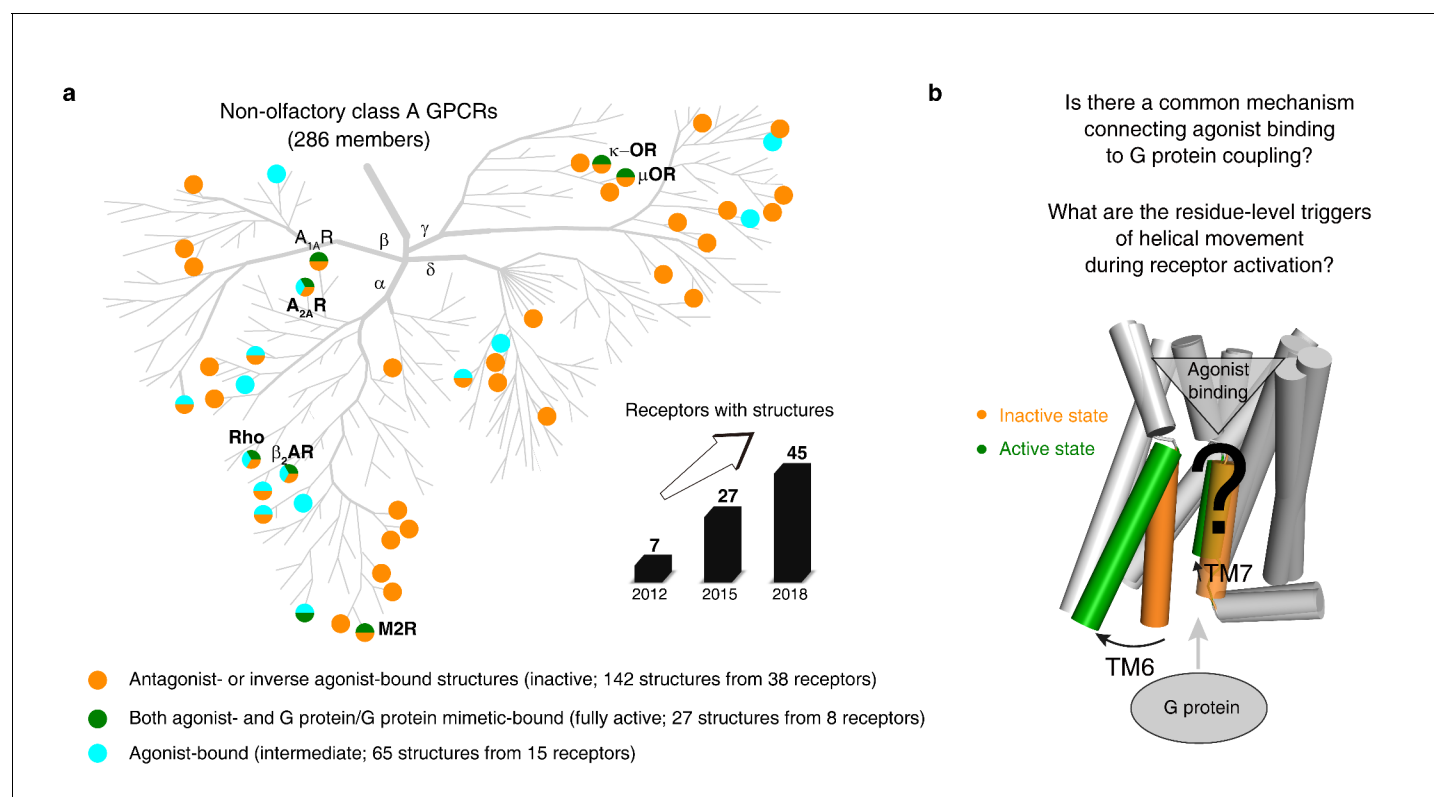 a
Non-olfactory class A GPCRs
(286 members)
κ–OR
μOR
A1AR
A2AR
β
γ
α
δ
Rho
β2AR
M2R
Receptors with structures
7
27
45
2012
2015
2018
Antagonist- or inverse agonist-bound structures (inactive; 142 structures from 38 receptors)
Both agonist- and G protein/G protein mimetic-bound (fully active; 27 structures from 8 receptors)
Agonist-bound (intermediate; 65 structures from 15 receptors)
b
Is there a common mechanism
connecting agonist binding
to G protein coupling?
What are the residue-level triggers
of helical movement
during receptor activation?
Agonist
binding
Inactive state
Active state
?
TM7
TM6
G protein